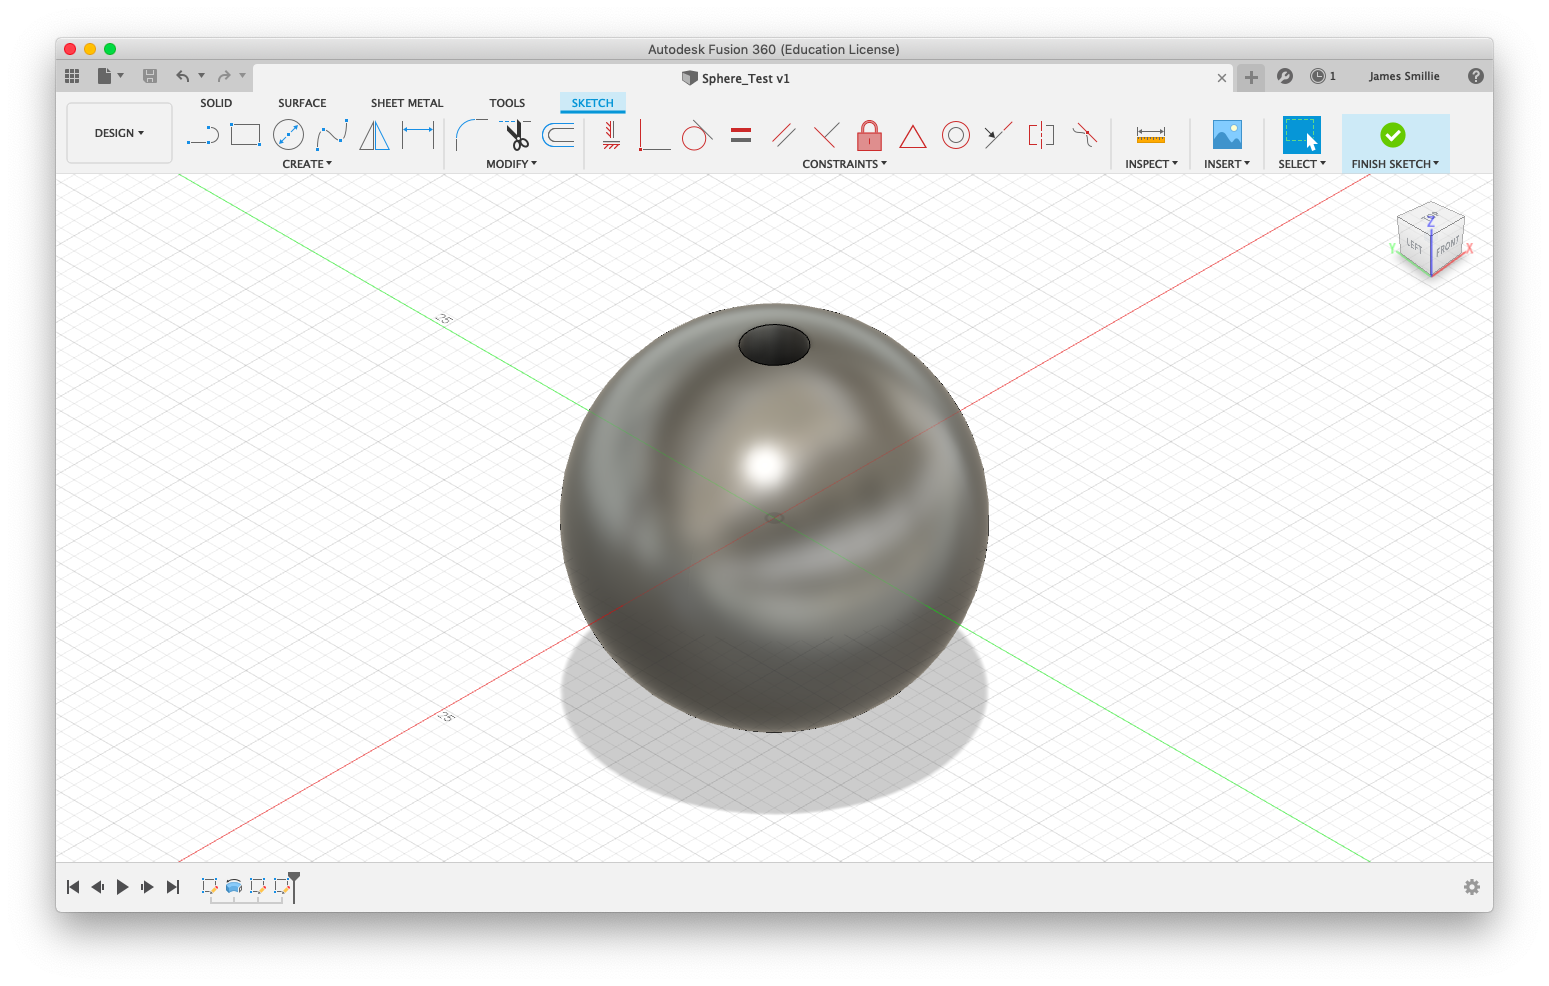 Autodesk Fusion 360 (Education License)
Sphere_Test v1
1
James Smillie
SOLID
SURFACE
SHEET METAL
TOOLS
SKETCH
DESIGN
CREATE
MODIFY
CONSTRAINTS
INSPECT
INSERT
SELECT
FINISH SKETCH
TOP
Z
LEFT
FRONT
Y
X
25
25